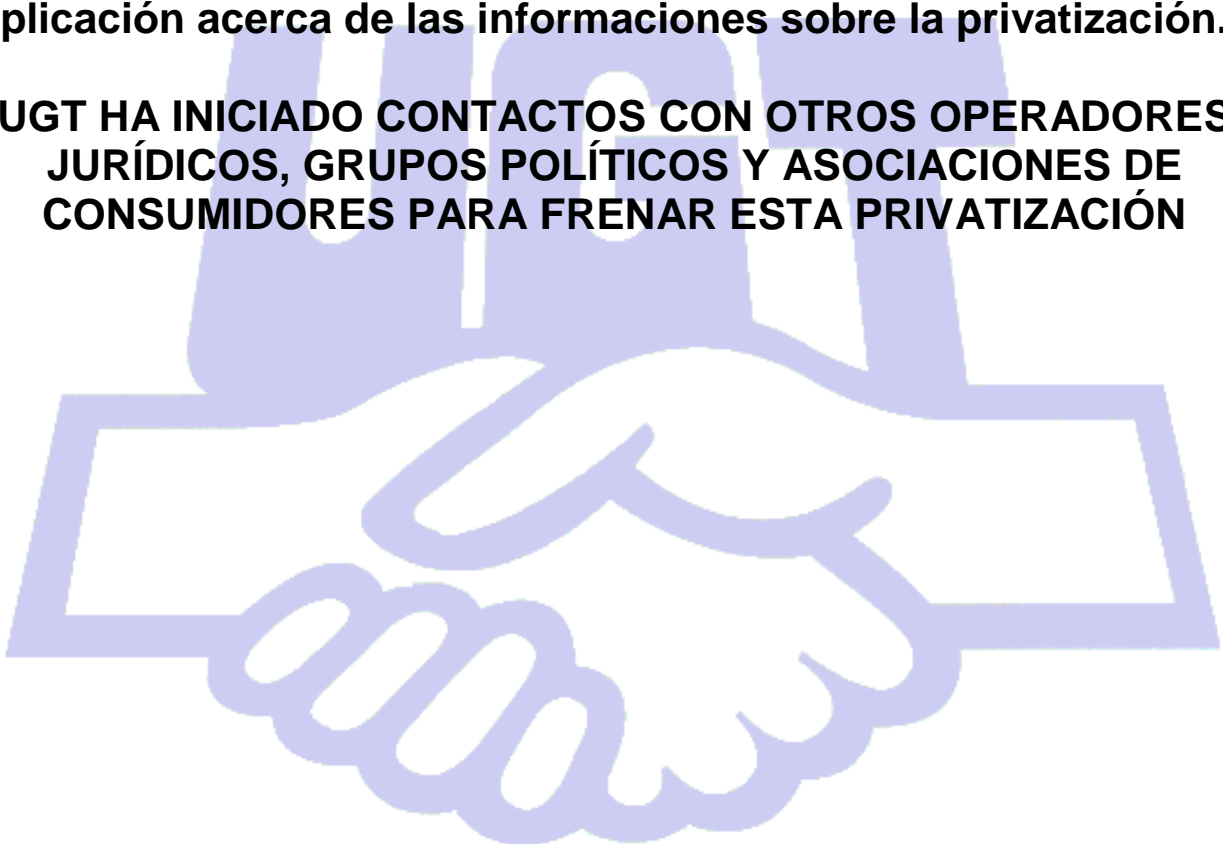 plicación acerca de las informaciones sobre la privatización.
UGT HA INICIADO CONTACTOS CON OTROS OPERADORES
JURÍDICOS, GRUPOS POLÍTICOS Y ASOCIACIONES DE
CONSUMIDORES PARA FRENAR ESTA PRIVATIZACIÓN
UGT